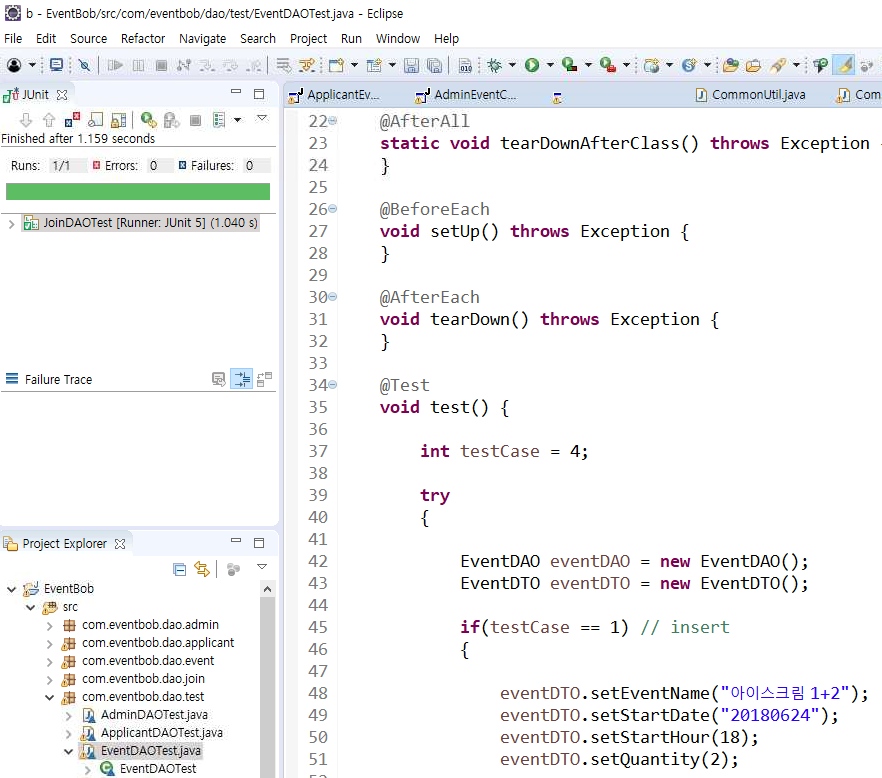 b - EventBob/src/com/eventbob/dao/test/EventDAOTest.java - Eclipse
File Edit Source Refactor Navigate Search Project Run Window Help
JUnit
Finished after 1.159 seconds
Runs: 1/1 Errors: 0 Failures: 0
JoinDAOTest [Runner: JUnit 5] (1.040 s)
Failure Trace
Project Explorer
EventBob
src
com.eventbob.dao.admin
com.eventbob.dao.applicant
com.eventbob.dao.event
com.eventbob.dao.join
com.eventbob.dao.test
AdminDAOTest.java
ApplicantDAOTest.java
EventDAOTest.java
EventDAOTest
ApplicantEv... AdminEventC... CommonUtil.java Com
22 @AfterAll
23 static void tearDownAfterClass() throws Exception
24 }
25
26 @BeforeEach
27 void setUp() throws Exception {
28 }
29
30 @AfterEach
31 void tearDown() throws Exception {
32 }
33
34 @Test
35 void test() {
36
37 int testCase = 4;
38
39 try
40 {
41
42 EventDAO eventDAO = new EventDAO();
43 EventDTO eventDTO = new EventDTO();
44
45 if(testCase == 1) // insert
46 {
47
48 eventDTO.setEventName("아이스크림 1+2");
49 eventDTO.setStartDate("20180624");
50 eventDTO.setStartHour(18);
51 eventDTO.setQuantity(2);